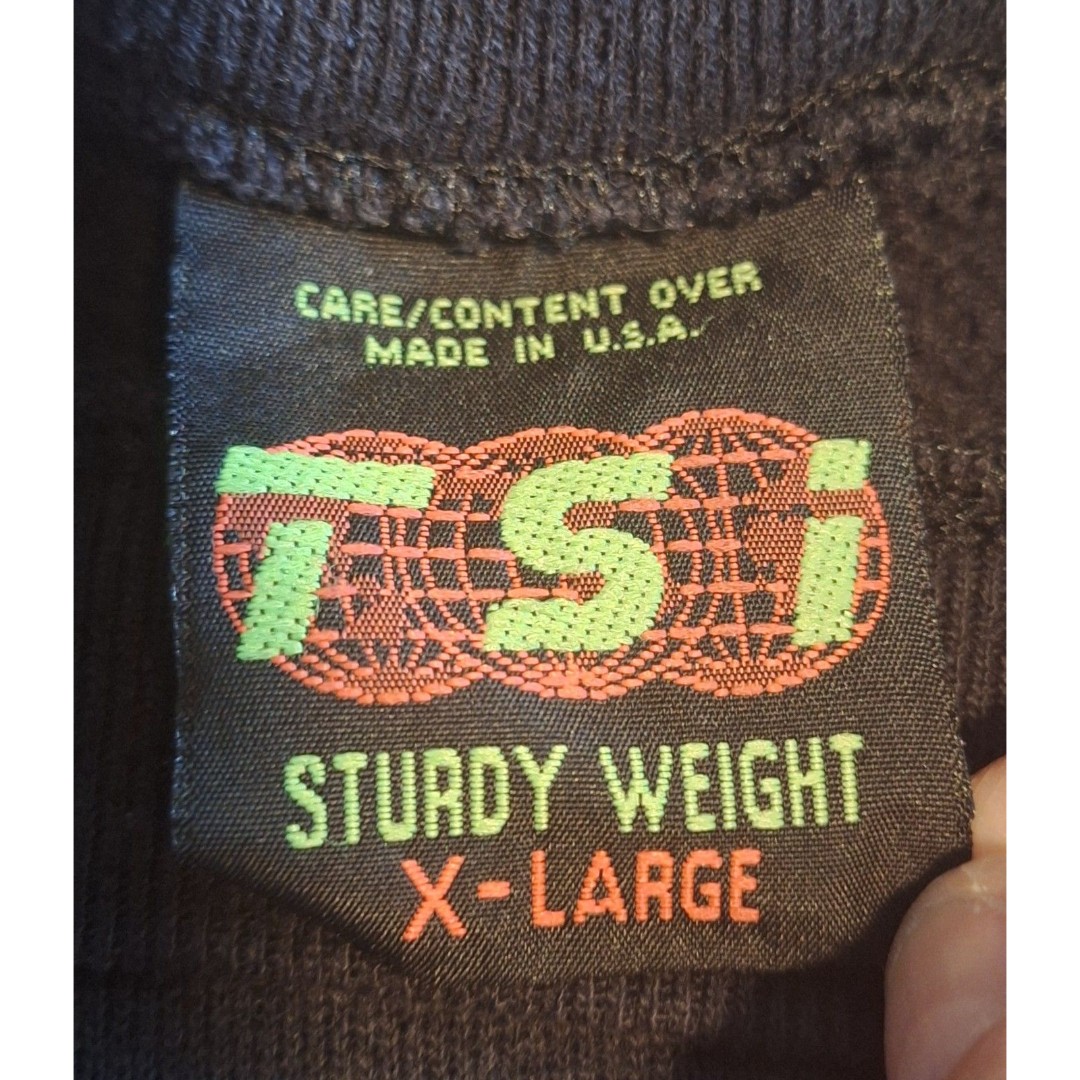 CARE/CONTENT OVER
MADE IN U.S.A.
TSi
STURDY WEIGHT
X-LARGE